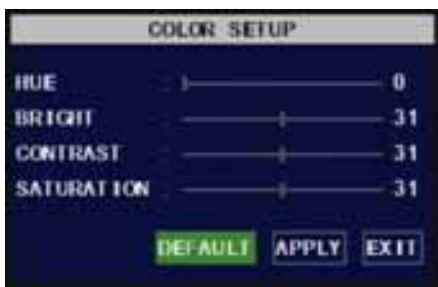 COLOR SETUP
HUE : 0
BRIGHT : 31
CONTRAST : 31
SATURATION : 31
DEFAULT APPLY EXIT